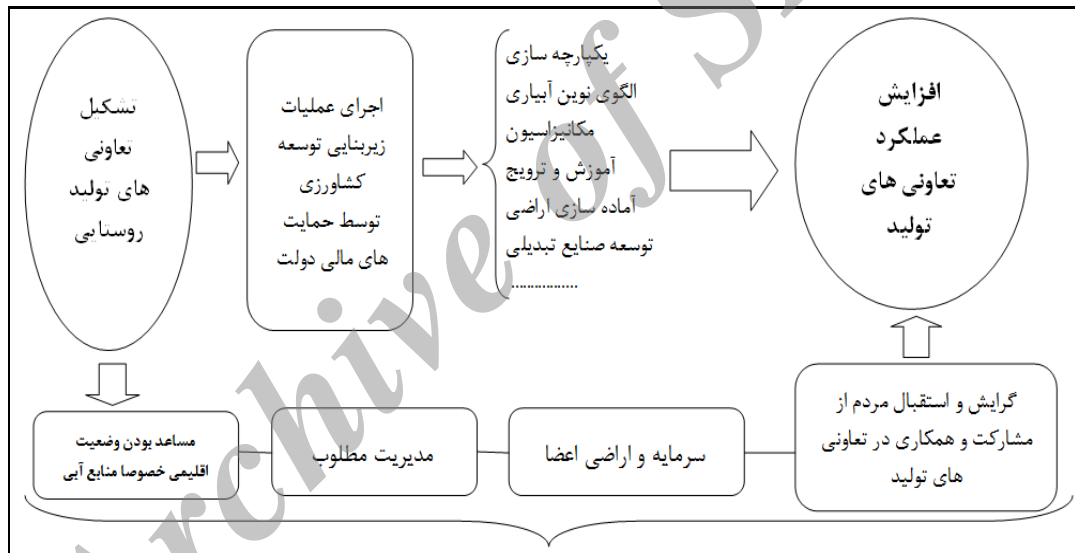 تشکیل
تعاونی
های تولید
روستایی
اجرای عملیات
زیربنایی توسعه
کشاورزی
توسط حمایت
های مالی دولت
یکپارچه سازی
الگوی نوین آبیاری
مکانیزاسیون
آموزش و ترویج
آماده سازی اراضی
توسعه صنایع تبدیلی
.................
افزایش
عملکرد
تعاونی های
تولید
مساعد بودن وضعیت
اقلیمی خصوصا منابع آبی
مدیریت مطلوب
سرمایه و اراضی اعضا
گرایش و استقبال مردم از
مشارکت و همکاری در تعاونی
های تولید
Archive of S